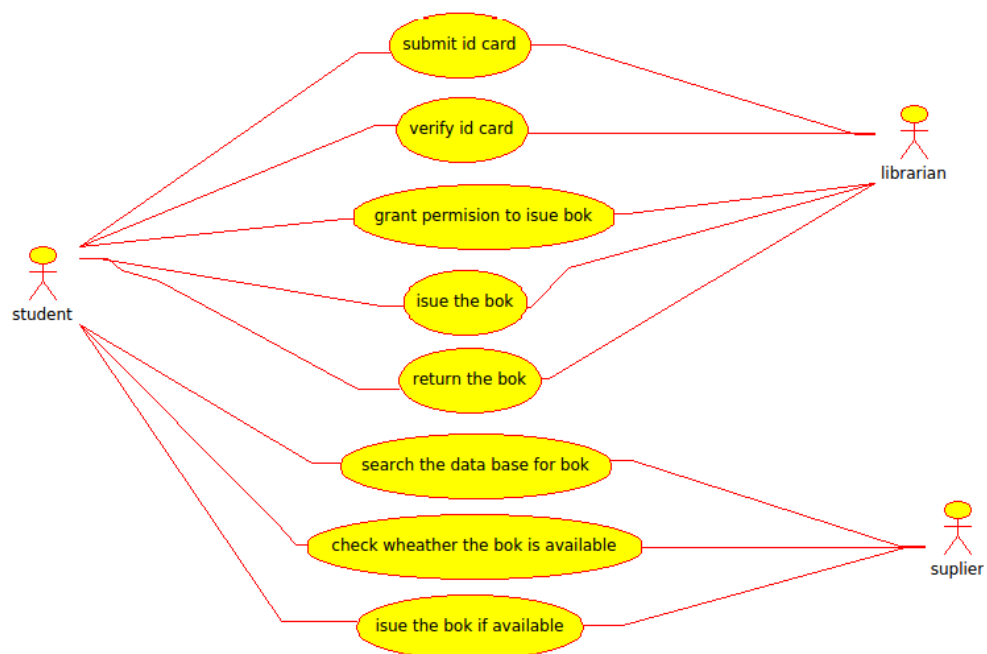 submit id card
verify id card
librarian
grant permision to isue bok
isue the bok
student
return the bok
search the data base for bok
check wheather the bok is available
suplier
isue the bok if available